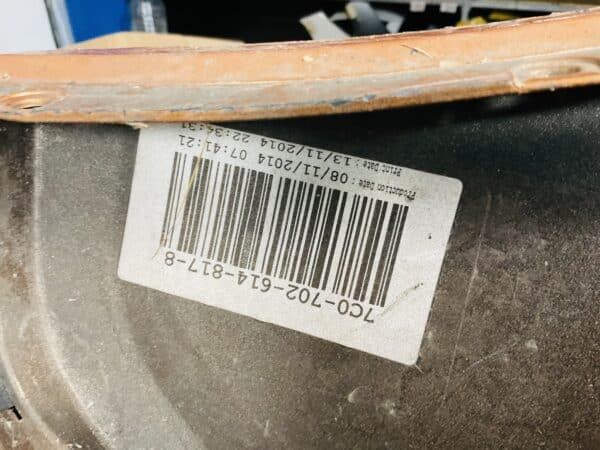 7C0-702-614-817-8
Production Date : 08/11/2014 07:41:21
Print Date : 13/11/2014 22:34:31